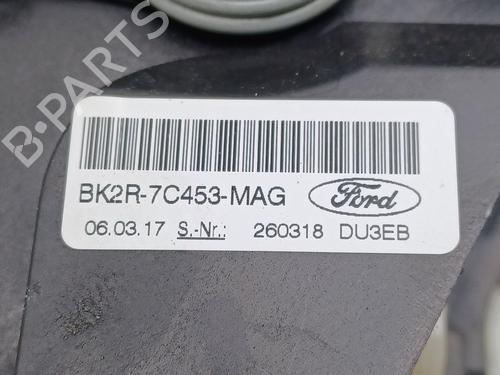 B-PARTS
BK2R-7C453-MAG
Ford
06.03.17 S.-Nr.: 260318 DU3EB